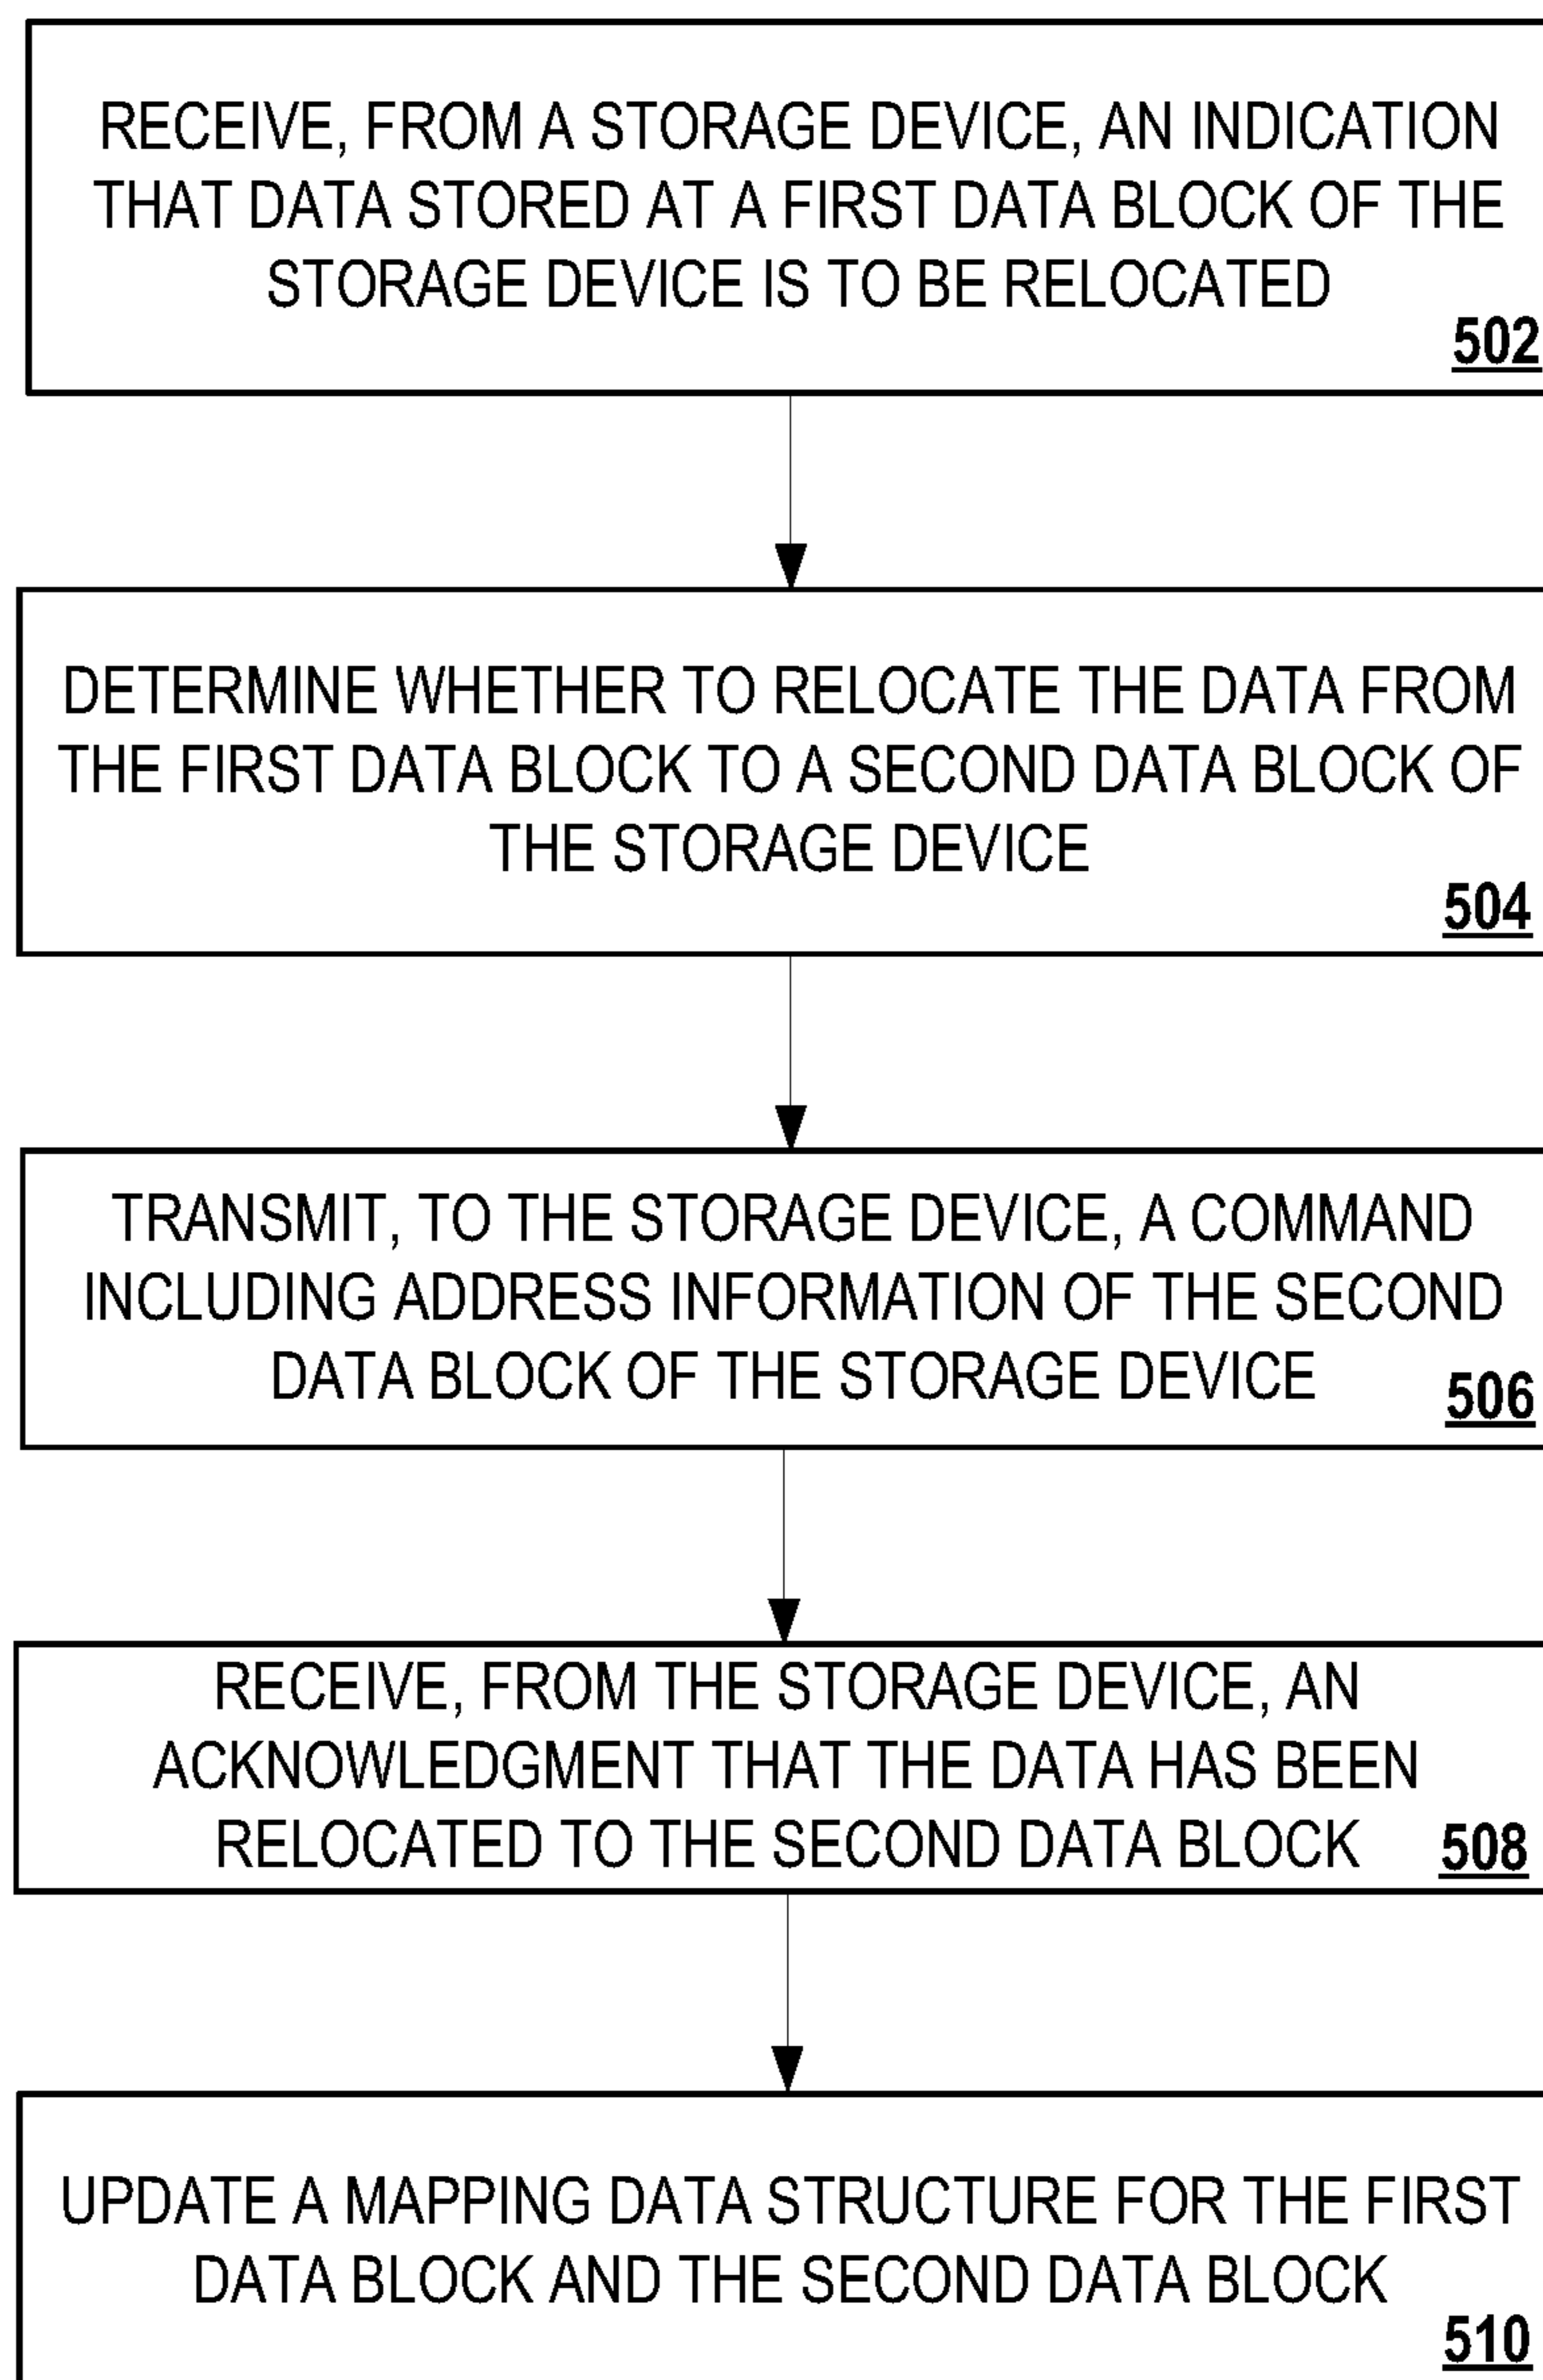 RECEIVE, FROM A STORAGE DEVICE, AN INDICATION
THAT DATA STORED AT A FIRST DATA BLOCK OF THE
STORAGE DEVICE IS TO BE RELOCATED
502
DETERMINE WHETHER TO RELOCATE THE DATA FROM
THE FIRST DATA BLOCK TO A SECOND DATA BLOCK OF
THE STORAGE DEVICE
504
TRANSMIT, TO THE STORAGE DEVICE, A COMMAND
INCLUDING ADDRESS INFORMATION OF THE SECOND
DATA BLOCK OF THE STORAGE DEVICE
506
RECEIVE, FROM THE STORAGE DEVICE, AN
ACKNOWLEDGMENT THAT THE DATA HAS BEEN
RELOCATED TO THE SECOND DATA BLOCK
508
UPDATE A MAPPING DATA STRUCTURE FOR THE FIRST
DATA BLOCK AND THE SECOND DATA BLOCK
510